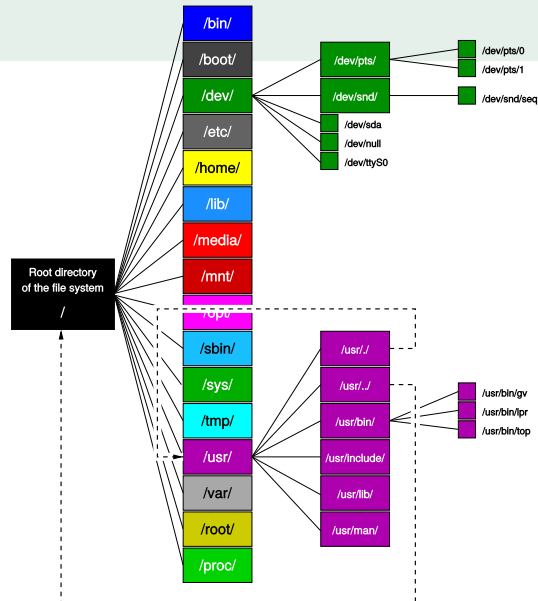 /bin/
/boot/
/dev/
/etc/
/home/
/lib/
/media/
/mnt/
/opt/
/sbin/
/sys/
/tmp/
/usr/
/var/
/root/
/proc/
Root directory
of the file system
/
/dev/pts/
/dev/snd/
/dev/sda
/dev/null
/dev/ttyS0
/dev/pts/0
/dev/pts/1
/dev/snd/seq
/usr/./
/usr/../
/usr/bin/
/usr/include/
/usr/lib/
/usr/man/
/usr/bin/gv
/usr/bin/lpr
/usr/bin/top